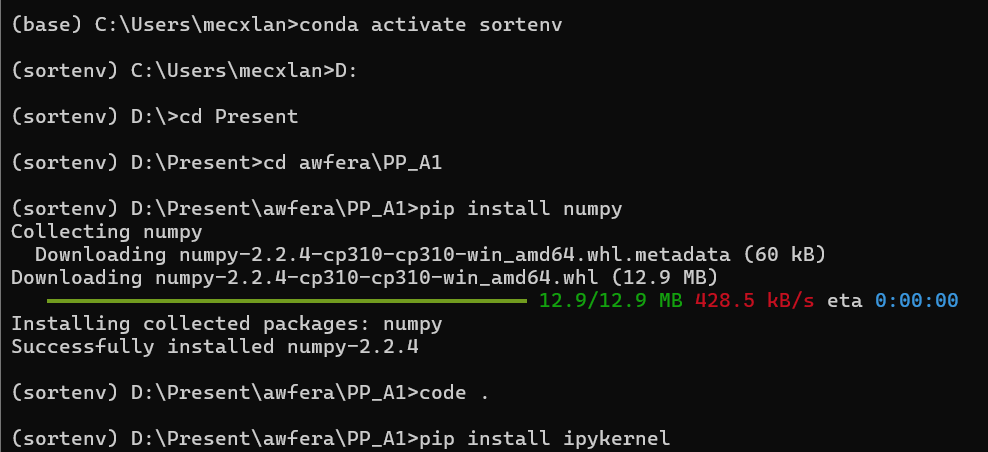 (base) C:\Users\mecxlan>conda activate sortenv
(sortenv) C:\Users\mecxlan>D:
(sortenv) D:\>cd Present
(sortenv) D:\Present>cd awfera\PP_A1
(sortenv) D:\Present\awfera\PP_A1>pip install numpy
Collecting numpy
  Downloading numpy-2.2.4-cp310-cp310-win_amd64.whl.metadata (60 kB)
Downloading numpy-2.2.4-cp310-cp310-win_amd64.whl (12.9 MB)
12.9/12.9 MB 428.5 kB/s eta 0:00:00
Installing collected packages: numpy
Successfully installed numpy-2.2.4
(sortenv) D:\Present\awfera\PP_A1>code .
(sortenv) D:\Present\awfera\PP_A1>pip install ipykernel